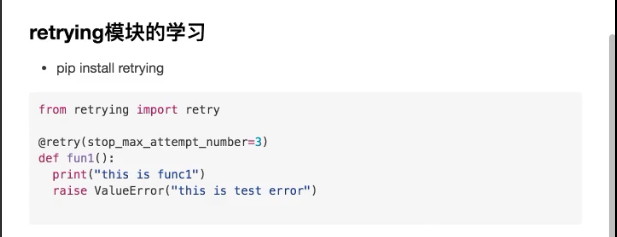 retrying模块的学习
• pip install retrying
from retrying import retry
@retry(stop_max_attempt_number=3)
def fun1():
  print("this is func1")
  raise ValueError("this is test error")